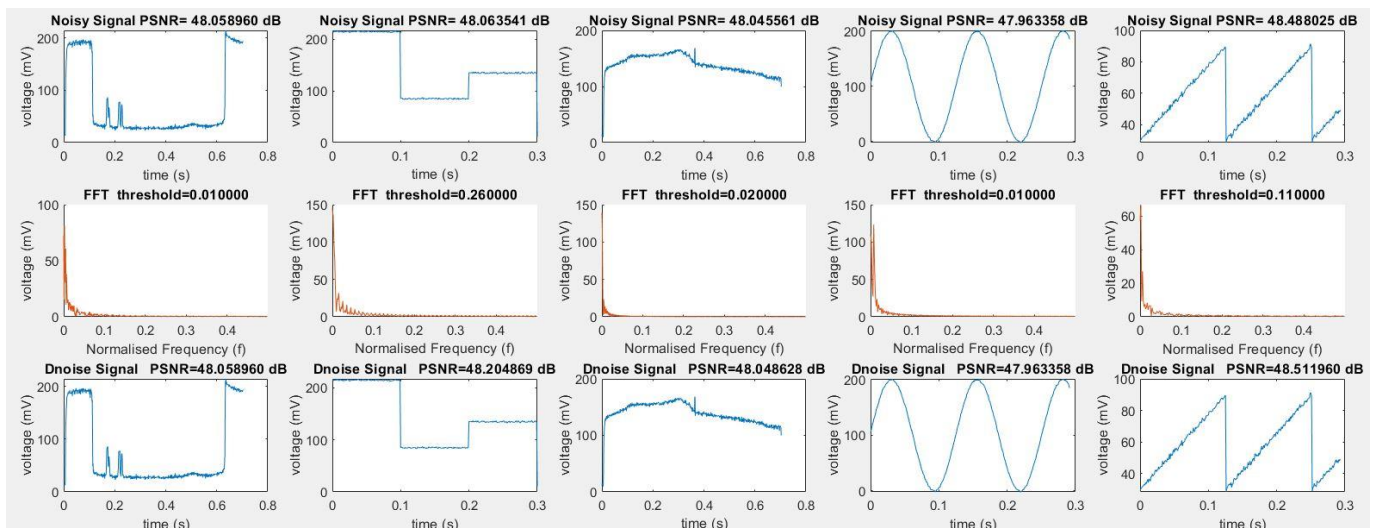 Noisy Signal PSNR= 48.058960 dB
Noisy Signal PSNR= 48.063541 dB
Noisy Signal PSNR= 48.045561 dB
Noisy Signal PSNR= 47.963358 dB
Noisy Signal PSNR= 48.488025 dB
voltage (mV)
200
100
0
0 0.2 0.4 0.6 0.8
time (s)
voltage (mV)
200
100
0
0 0.1 0.2 0.3
time (s)
voltage (mV)
200
100
0
0 0.2 0.4 0.6 0.8
time (s)
voltage (mV)
200
100
0
0 0.1 0.2 0.3
time (s)
voltage (mV)
100
80
60
40
0 0.1 0.2 0.3
time (s)
FFT threshold=0.010000
FFT threshold=0.260000
FFT threshold=0.020000
FFT threshold=0.010000
FFT threshold=0.110000
voltage (mV)
100
50
0
0 0.1 0.2 0.3 0.4
Normalised Frequency (f)
voltage (mV)
150
100
50
0
0 0.1 0.2 0.3 0.4
Normalised Frequency (f)
voltage (mV)
150
100
50
0
0 0.1 0.2 0.3 0.4
Normalised Frequency (f)
voltage (mV)
150
100
50
0
0 0.1 0.2 0.3 0.4
Normalised Frequency (f)
voltage (mV)
60
40
20
0
0 0.1 0.2 0.3 0.4
Normalised Frequency (f)
Dnoise Signal PSNR=48.058960 dB
Dnoise Signal PSNR=48.204869 dB
Dnoise Signal PSNR=48.048628 dB
Dnoise Signal PSNR=47.963358 dB
Dnoise Signal PSNR=48.511960 dB
voltage (mV)
200
100
0
0 0.2 0.4 0.6 0.8
time (s)
voltage (mV)
200
100
0
0 0.1 0.2 0.3
time (s)
voltage (mV)
200
100
0
0 0.2 0.4 0.6 0.8
time (s)
voltage (mV)
200
100
0
0 0.1 0.2 0.3
time (s)
voltage (mV)
100
80
60
40
0 0.1 0.2 0.3
time (s)